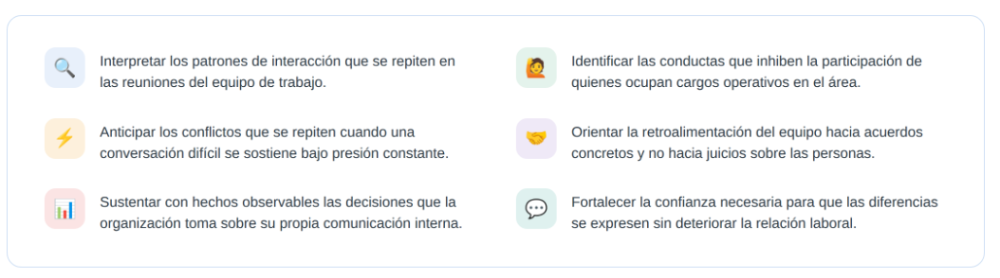 Interpretar los patrones de interacción que se repiten en
las reuniones del equipo de trabajo.
Identificar las conductas que inhiben la participación de
quienes ocupan cargos operativos en el área.
Anticipar los conflictos que se repiten cuando una
conversación difícil se sostiene bajo presión constante.
Orientar la retroalimentación del equipo hacia acuerdos
concretos y no hacia juicios sobre las personas.
Sustentar con hechos observables las decisiones que la
organización toma sobre su propia comunicación interna.
Fortalecer la confianza necesaria para que las diferencias
se expresen sin deteriorar la relación laboral.